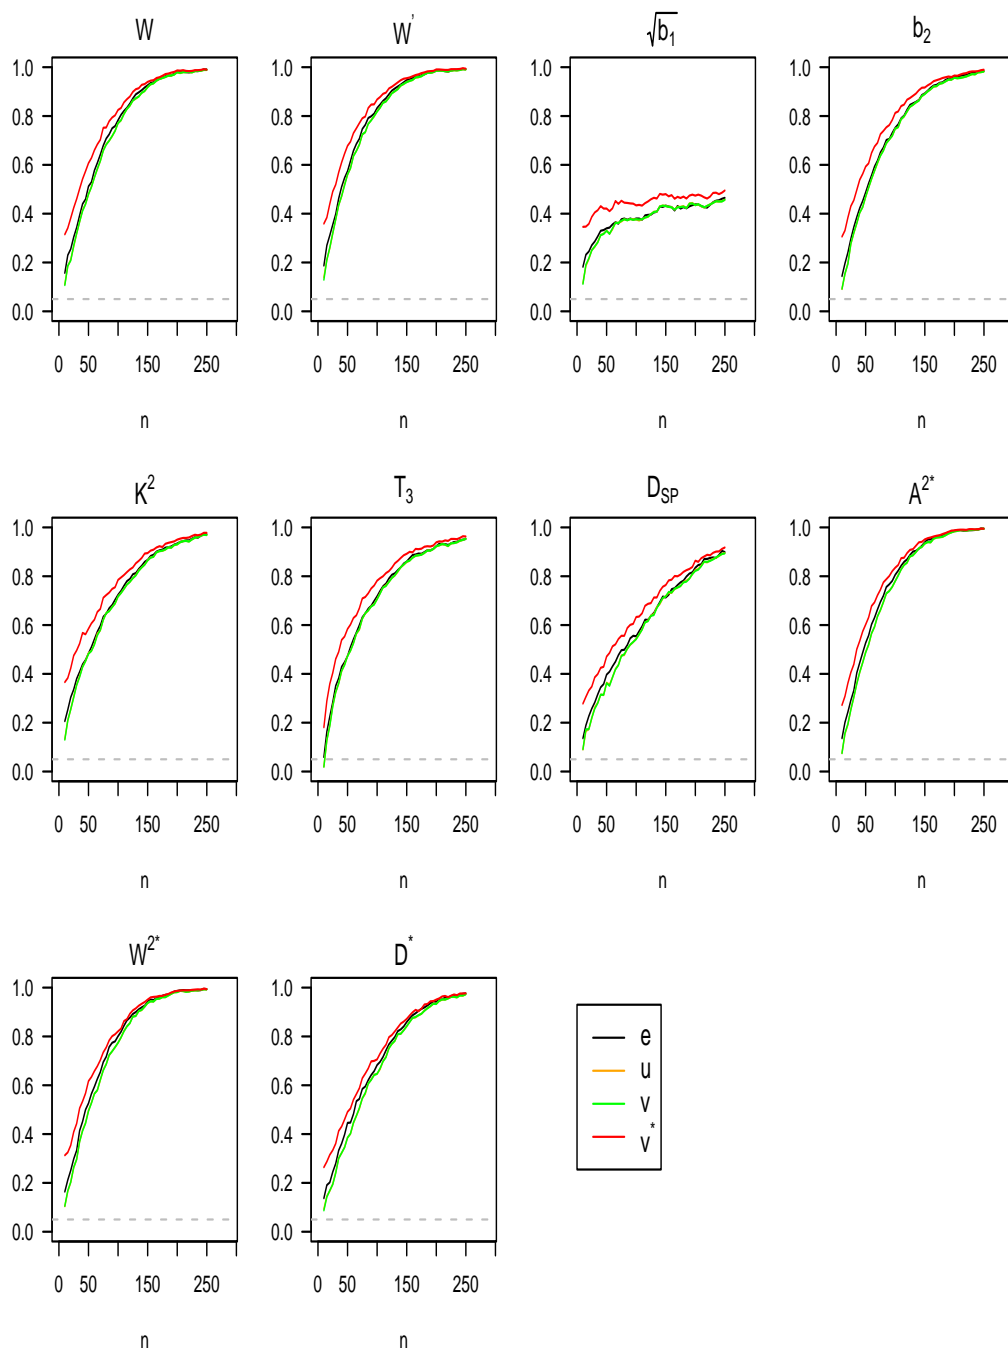 W W' √b1 b2
1.0 1.0 1.0 1.0
0.8 0.8 0.8 0.8
0.6 0.6 0.6 0.6
0.4 0.4 0.4 0.4
0.2 0.2 0.2 0.2
0.0 0.0 0.0 0.0
0 50 150 250 0 50 150 250 0 50 150 250 0 50 150 250
n n n n
K² T3 DSP A²*
1.0 1.0 1.0 1.0
0.8 0.8 0.8 0.8
0.6 0.6 0.6 0.6
0.4 0.4 0.4 0.4
0.2 0.2 0.2 0.2
0.0 0.0 0.0 0.0
0 50 150 250 0 50 150 250 0 50 150 250 0 50 150 250
n n n n
W²* D*
1.0 1.0
0.8 0.8
0.6 0.6
0.4 0.4
0.2 0.2
0.0 0.0
0 50 150 250 0 50 150 250
n n
e
u
v
v*